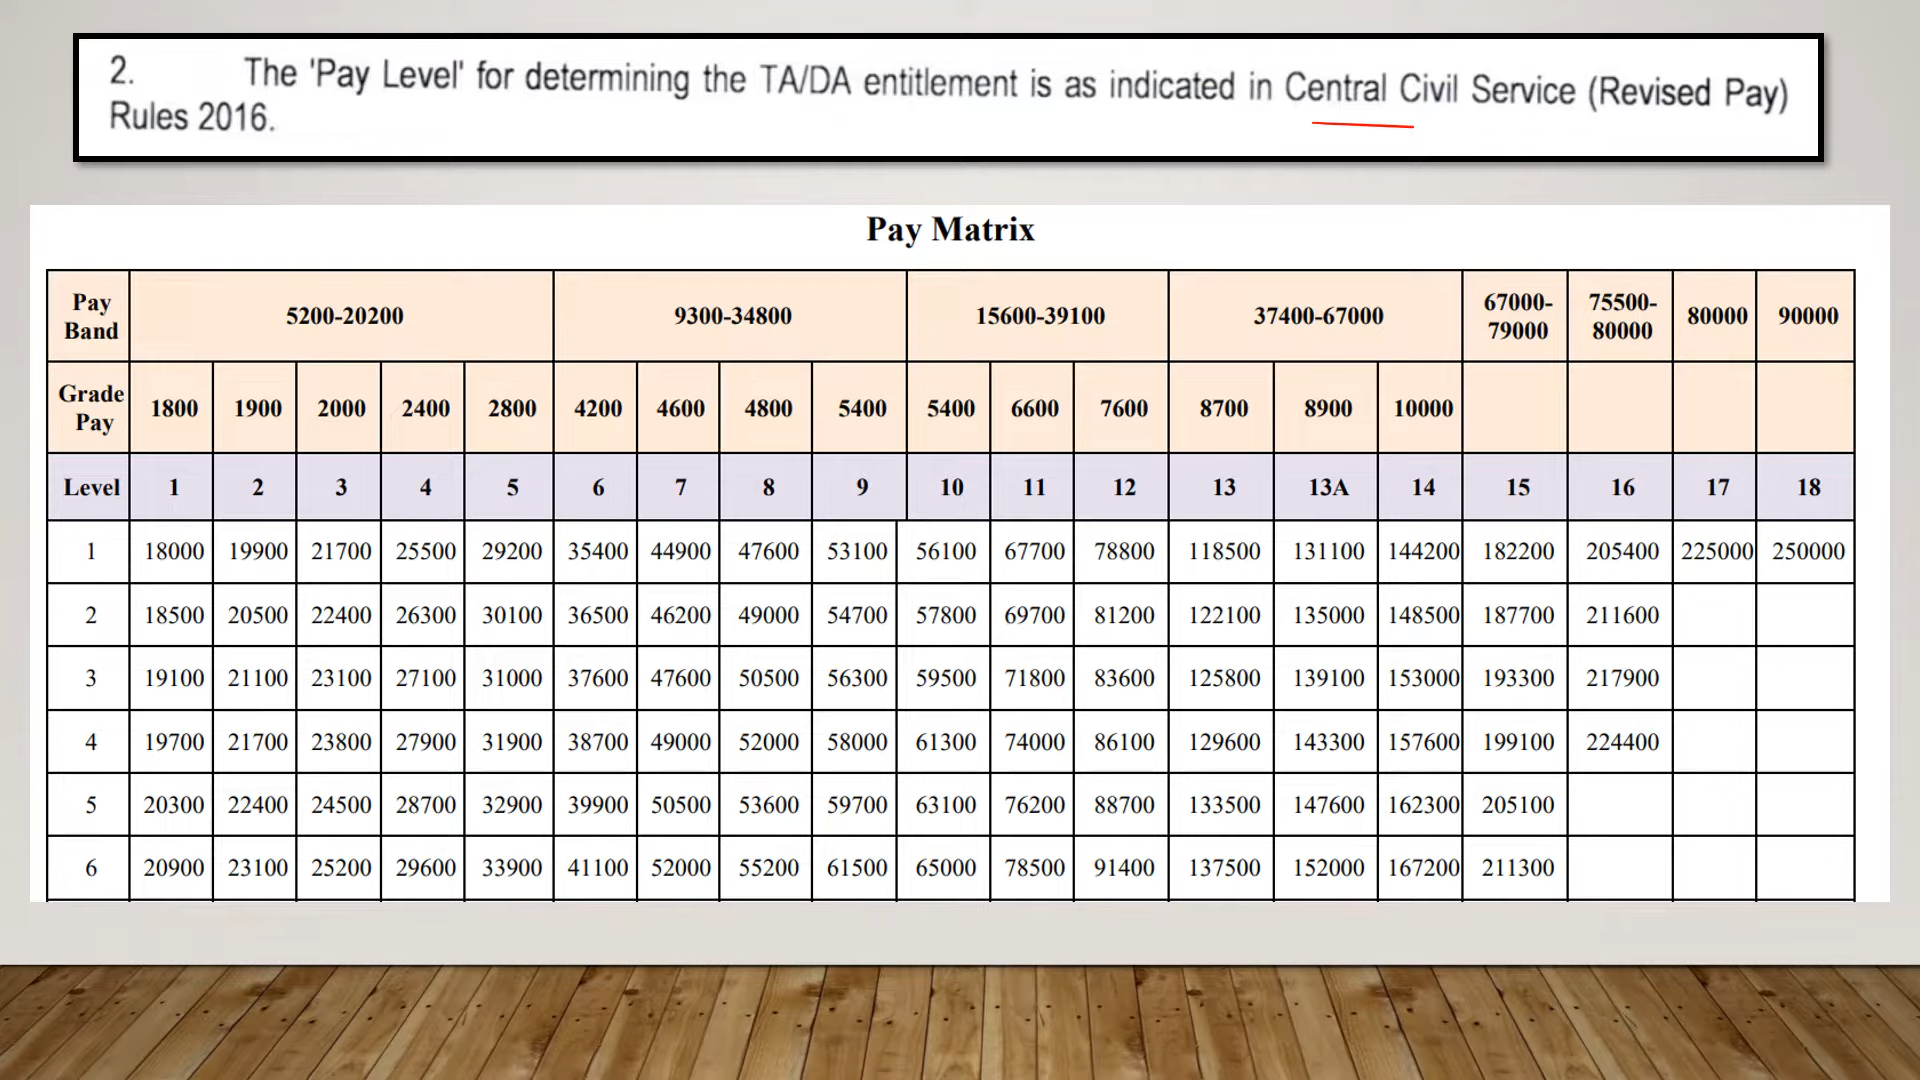 2. The 'Pay Level' for determining the TA/DA entitlement is as indicated in Central Civil Service (Revised Pay)
Rules 2016.
Pay Matrix
Pay Band 5200-20200 9300-34800 15600-39100 37400-67000 67000-79000 75500-80000 80000 90000
Grade Pay 1800 1900 2000 2400 2800 4200 4600 4800 5400 5400 6600 7600 8700 8900 10000
Level 1 2 3 4 5 6 7 8 9 10 11 12 13 13A 14 15 16 17 18
1 18000 19900 21700 25500 29200 35400 44900 47600 53100 56100 67700 78800 118500 131100 144200 182200 205400 225000 250000
2 18500 20500 22400 26300 30100 36500 46200 49000 54700 57800 69700 81200 122100 135000 148500 187700 211600
3 19100 21100 23100 27100 31000 37600 47600 50500 56300 59500 71800 83600 125800 139100 153000 193300 217900
4 19700 21700 23800 27900 31900 38700 49000 52000 58000 61300 74000 86100 129600 143300 157600 199100 224400
5 20300 22400 24500 28700 32900 39900 50500 53600 59700 63100 76200 88700 133500 147600 162300 205100
6 20900 23100 25200 29600 33900 41100 52000 55200 61500 65000 78500 91400 137500 152000 167200 211300